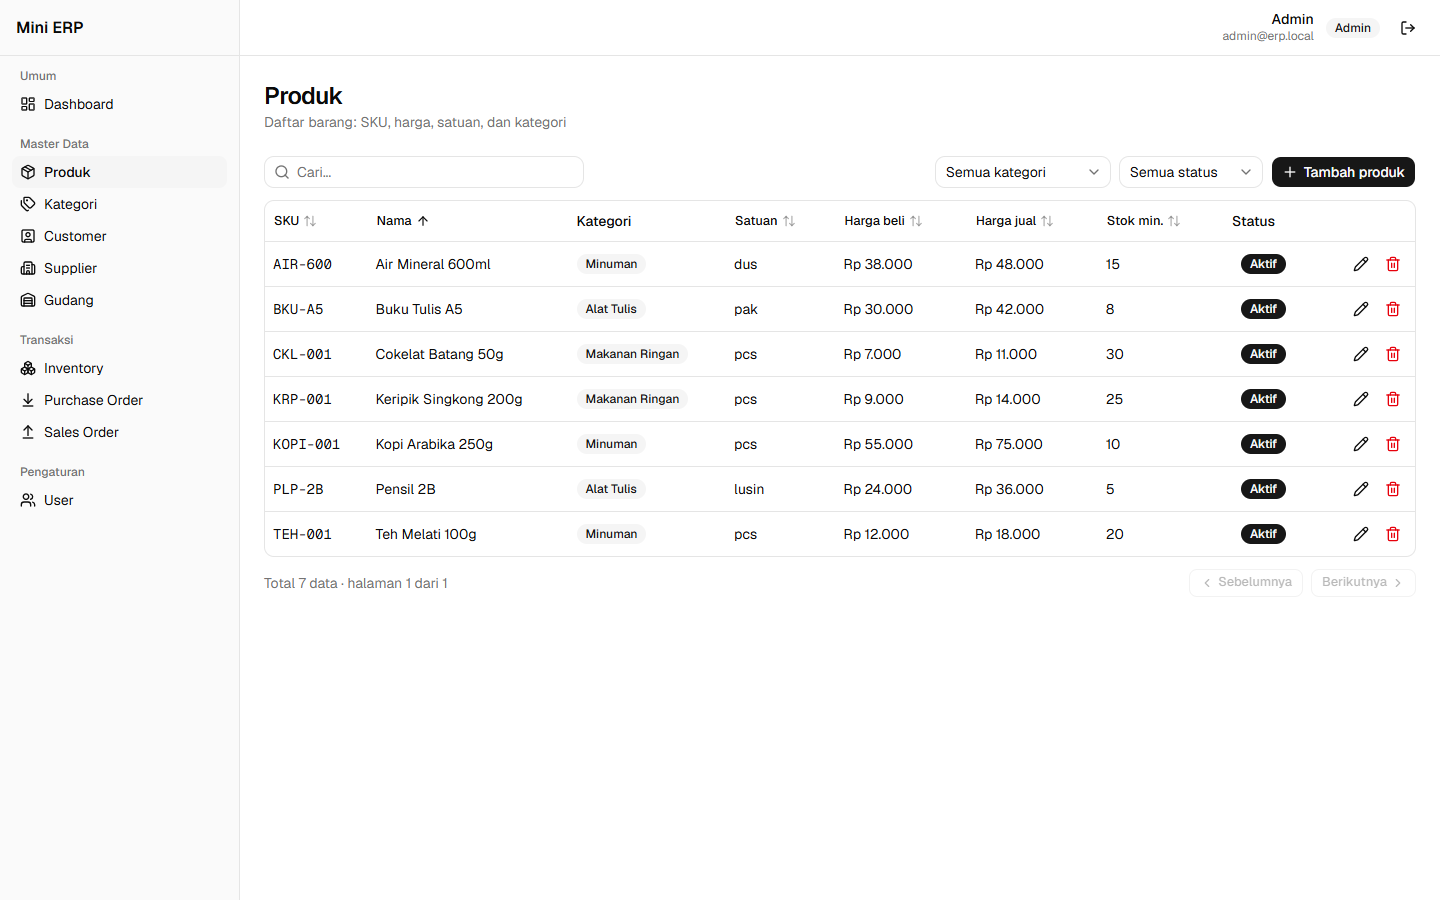 Mini ERP
Admin
admin@erp.local
Admin
Umum
Dashboard
Master Data
Produk
Kategori
Customer
Supplier
Gudang
Transaksi
Inventory
Purchase Order
Sales Order
Pengaturan
User
Produk
Daftar barang: SKU, harga, satuan, dan kategori
Cari...
Semua kategori
Semua status
Tambah produk
SKU Nama Kategori Satuan Harga beli Harga jual Stok min. Status
AIR-600 Air Mineral 600ml Minuman dus Rp 38.000 Rp 48.000 15 Aktif
BKU-A5 Buku Tulis A5 Alat Tulis pak Rp 30.000 Rp 42.000 8 Aktif
CKL-001 Cokelat Batang 50g Makanan Ringan pcs Rp 7.000 Rp 11.000 30 Aktif
KRP-001 Keripik Singkong 200g Makanan Ringan pcs Rp 9.000 Rp 14.000 25 Aktif
KOPI-001 Kopi Arabika 250g Minuman pcs Rp 55.000 Rp 75.000 10 Aktif
PLP-2B Pensil 2B Alat Tulis lusin Rp 24.000 Rp 36.000 5 Aktif
TEH-001 Teh Melati 100g Minuman pcs Rp 12.000 Rp 18.000 20 Aktif
Total 7 data · halaman 1 dari 1
Sebelumnya
Berikutnya